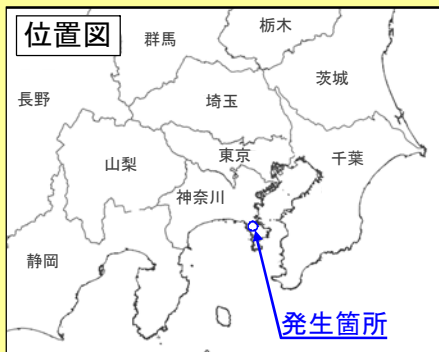 位置図
栃木
群馬
茨城
長野
埼玉
東京
千葉
山梨
神奈川
静岡
発生箇所